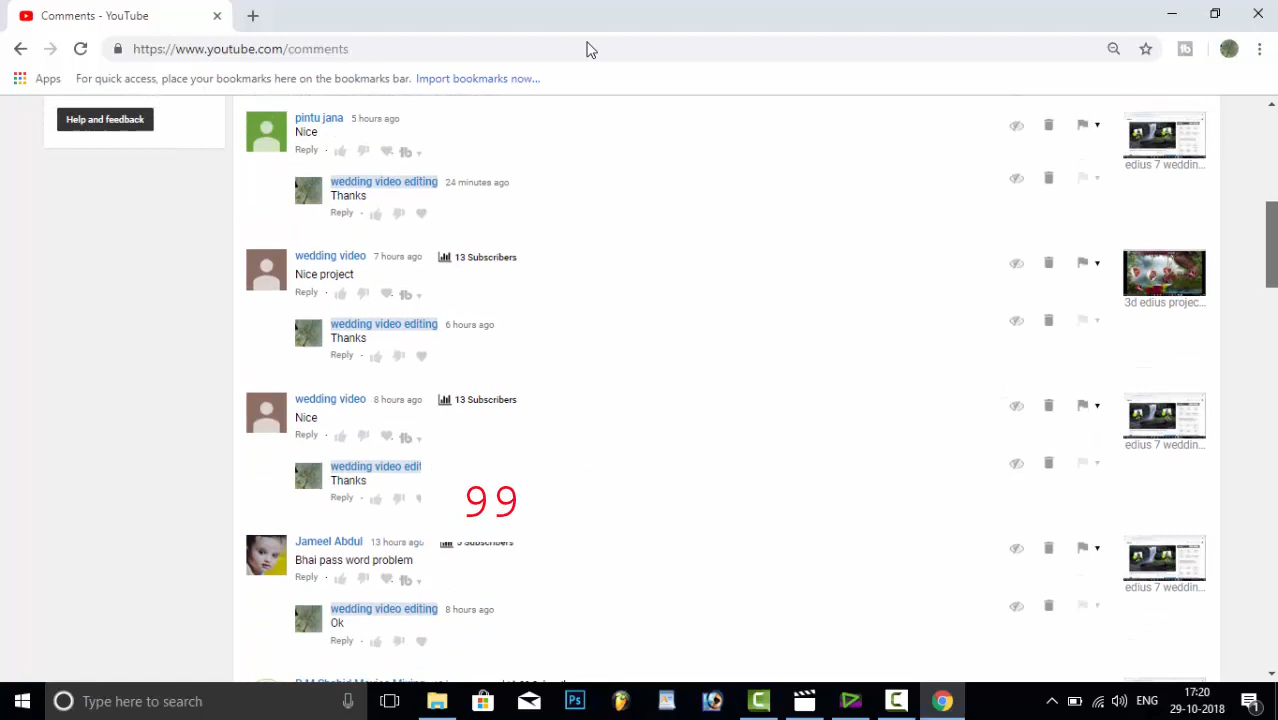 Comments - YouTube
https://www.youtube.com/comments
Apps For quick access, place your bookmarks here on the bookmarks bar. Import bookmarks now...
Help and feedback
pintu jana 5 hours ago
Nice
Reply
edius 7 weddin...
wedding video editing 24 minutes ago
Thanks
Reply
wedding video 7 hours ago 13 Subscribers
Nice project
Reply
3d edius projec...
wedding video editing 6 hours ago
Thanks
Reply
wedding video 8 hours ago 13 Subscribers
Nice
Reply
edius 7 weddin...
wedding video edit
Thanks
Reply
99
Jameel Abdul 13 hours ago Subscribers
Bhai pass word problem
Reply
edius 7 weddin...
wedding video editing 8 hours ago
Ok
Reply
Type here to search
ENG
17:20
29-10-2018